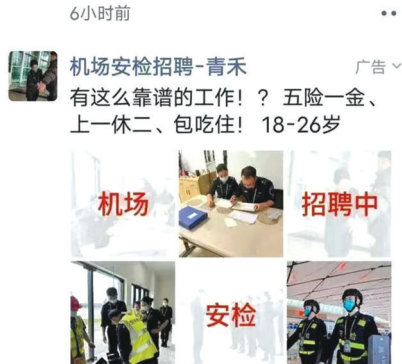 6小时前
机场安检招聘-青禾
广告
有这么靠谱的工作！？五险一金、
上一休二、包吃住！18-26岁
机场
招聘中
安检